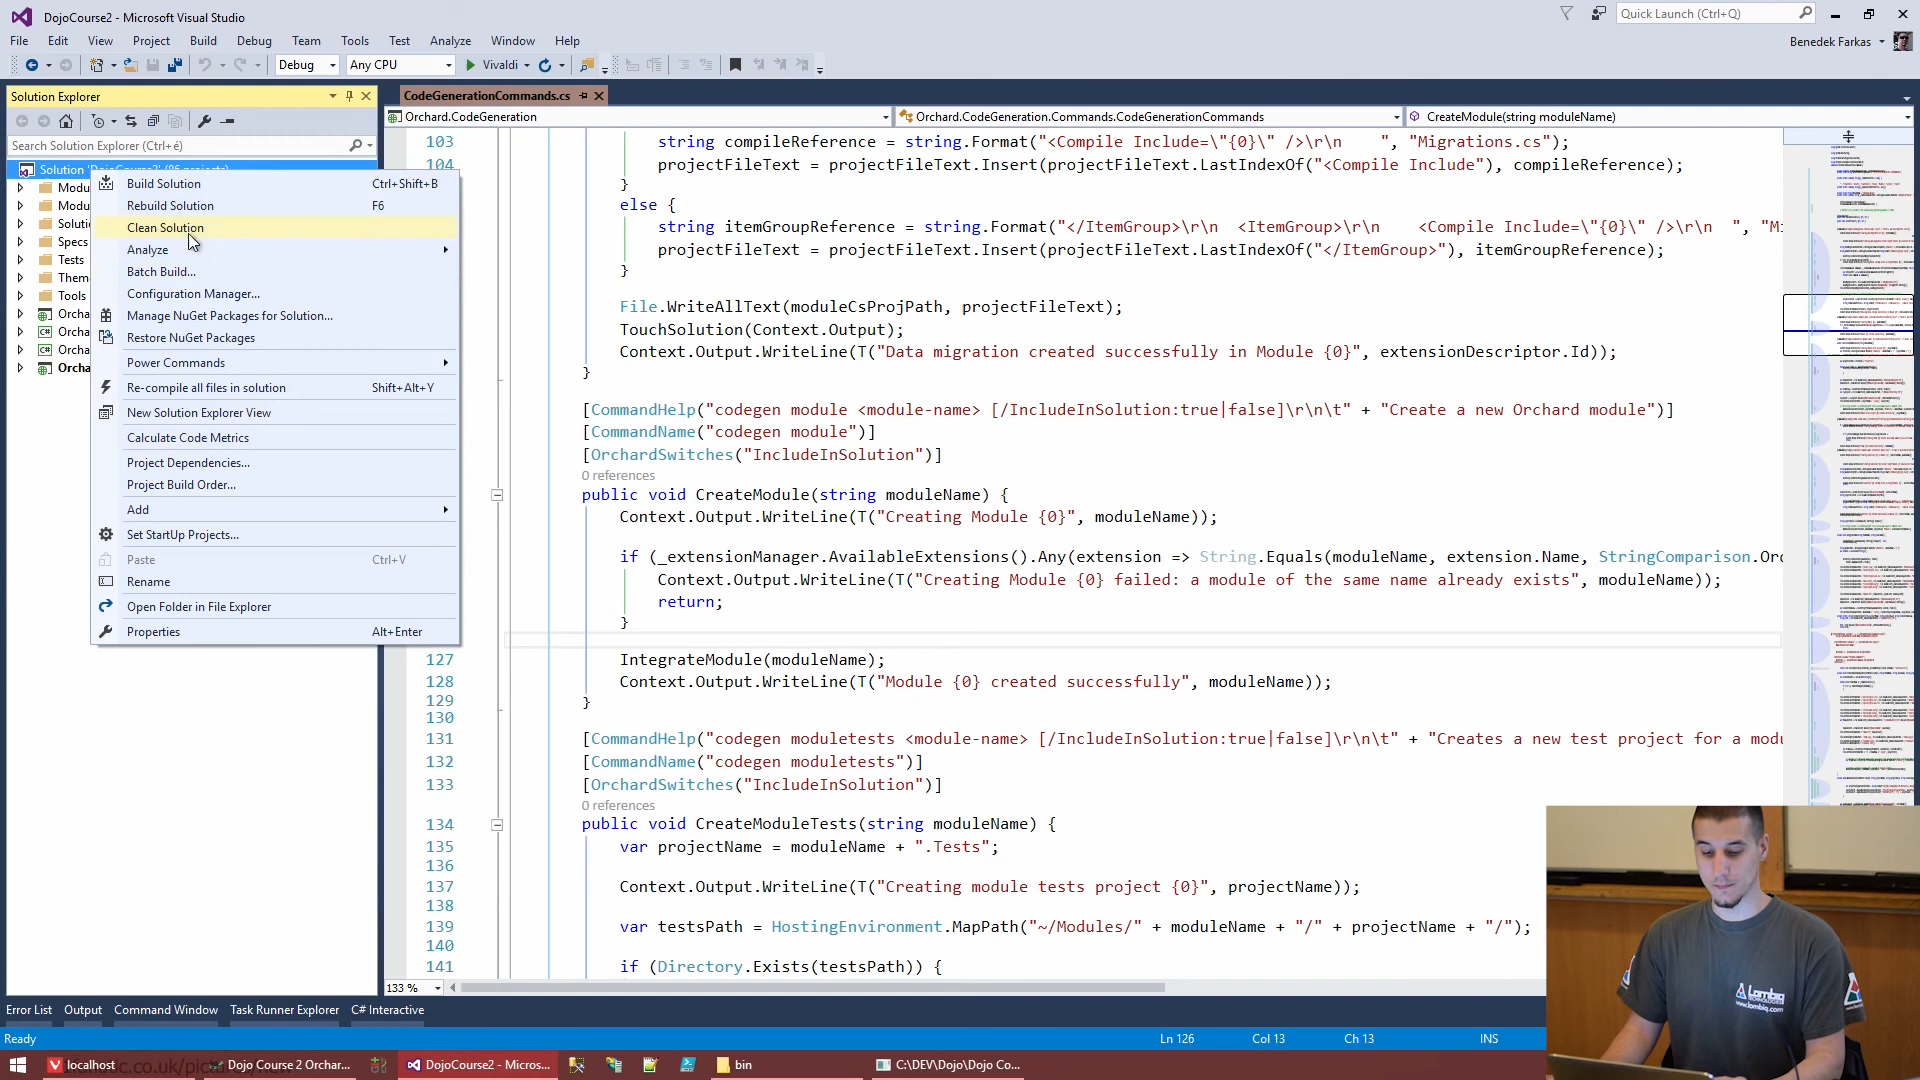 DojoCourse2 - Microsoft Visual Studio
Quick Launch (Ctrl+Q)
File Edit View Project Build Debug Team Tools Test Analyze Window Help
Benedek Farkas
Debug Any CPU Vivaldi
Solution Explorer
CodeGenerationCommands.cs
Orchard.CodeGeneration Orchard.CodeGeneration.Commands.CodeGenerationCommands CreateModule(string moduleName)
Search Solution Explorer (Ctrl+é)
Solution 'DojoCourse2' (86 projects)
Modu
Modu
Solutio
Specs
Tests
Theme
Tools
Orcha
Orcha
Orcha
Orcha
Build Solution Ctrl+Shift+B
Rebuild Solution F6
Clean Solution
Analyze
Batch Build...
Configuration Manager...
Manage NuGet Packages for Solution...
Restore NuGet Packages
Power Commands
Re-compile all files in solution Shift+Alt+Y
New Solution Explorer View
Calculate Code Metrics
Project Dependencies...
Project Build Order...
Add
Set StartUp Projects...
Paste Ctrl+V
Rename
Open Folder in File Explorer
Properties Alt+Enter
103 string compileReference = string.Format("<Compile Include=\"{0}\" />\r\n    ", "Migrations.cs");
104 projectFileText = projectFileText.Insert(projectFileText.LastIndexOf("<Compile Include"), compileReference);
}
else {
string itemGroupReference = string.Format("</ItemGroup>\r\n  <ItemGroup>\r\n    <Compile Include=\"{0}\" />\r\n  ", "Mi
projectFileText = projectFileText.Insert(projectFileText.LastIndexOf("</ItemGroup>"), itemGroupReference);
}
File.WriteAllText(moduleCsProjPath, projectFileText);
TouchSolution(Context.Output);
Context.Output.WriteLine(T("Data migration created successfully in Module {0}", extensionDescriptor.Id));
}
[CommandHelp("codegen module <module-name> [/IncludeInSolution:true|false]\r\n\t" + "Create a new Orchard module")]
[CommandName("codegen module")]
[OrchardSwitches("IncludeInSolution")]
0 references
public void CreateModule(string moduleName) {
Context.Output.WriteLine(T("Creating Module {0}", moduleName));
if (_extensionManager.AvailableExtensions().Any(extension => String.Equals(moduleName, extension.Name, StringComparison.Or
Context.Output.WriteLine(T("Creating Module {0} failed: a module of the same name already exists", moduleName));
return;
}
127 IntegrateModule(moduleName);
128 Context.Output.WriteLine(T("Module {0} created successfully", moduleName));
129 }
130
131 [CommandHelp("codegen moduletests <module-name> [/IncludeInSolution:true|false]\r\n\t" + "Creates a new test project for a modu
132 [CommandName("codegen moduletests")]
133 [OrchardSwitches("IncludeInSolution")]
0 references
134 public void CreateModuleTests(string moduleName) {
135 var projectName = moduleName + ".Tests";
136
137 Context.Output.WriteLine(T("Creating module tests project {0}", projectName));
138
139 var testsPath = HostingEnvironment.MapPath("~/Modules/" + moduleName + "/" + projectName + "/");
140
141 if (Directory.Exists(testsPath)) {
133 %
Error List Output Command Window Task Runner Explorer C# Interactive
Ready Ln 126 Col 13 Ch 13 INS
localhost Dojo Course 2 Orchar... DojoCourse2 - Micros... bin C:\DEV\Dojo\Dojo Co...
Lombiq
TECHNOLOGIES
www.lombiq.com